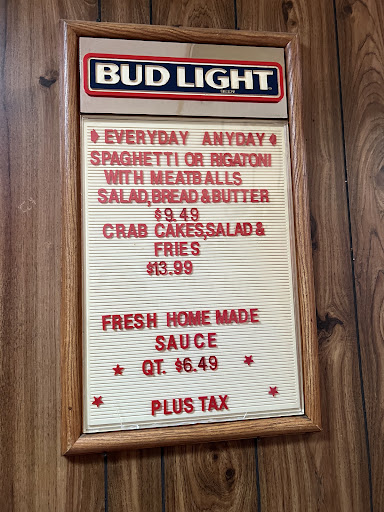 BUD LIGHT
EVERYDAY ANYDAY
SPAGHETTI OR RIGATONI
WITH MEATBALLS
SALAD,BREAD&BUTTER
$9.49
CRAB CAKES,SALAD&
FRIES
$13.99
FRESH HOME MADE
SAUCE
QT. $6.49
PLUS TAX